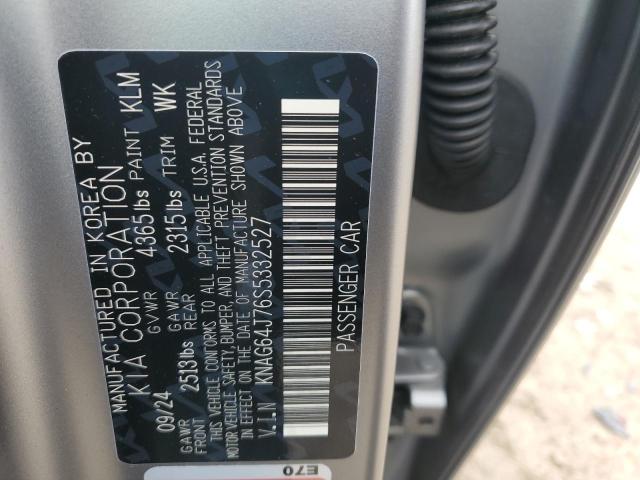 MANUFACTURED IN KOREA BY
KIA CORPORATION
09/24 GVWR 4365lbs PAINT KLM
GAWR FRONT 2513lbs GAWR REAR 2315lbs TRIM WK
THIS VEHICLE CONFORMS TO ALL APPLICABLE U.S.A. FEDERAL
MOTOR VEHICLE SAFETY, BUMPER, AND THEFT PREVENTION STANDARDS
IN EFFECT ON THE DATE OF MANUFACTURE SHOWN ABOVE
V.I.N KNAG64J76S5332527
PASSENGER CAR
E70